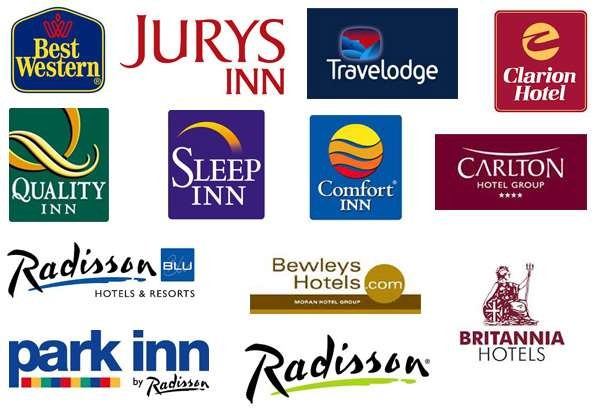 Best
Western®
JURYS
INN
Travelodge
Clarion
Hotel
QUALITY
INN
SLEEP
INN
Comfort®
INN
CARLTON
HOTEL GROUP
★★★★
Radisson BLU
HOTELS & RESORTS
Bewleys
Hotels.com
MORAN HOTEL GROUP
BRITANNIA
HOTELS
park inn
by Radisson
Radisson®